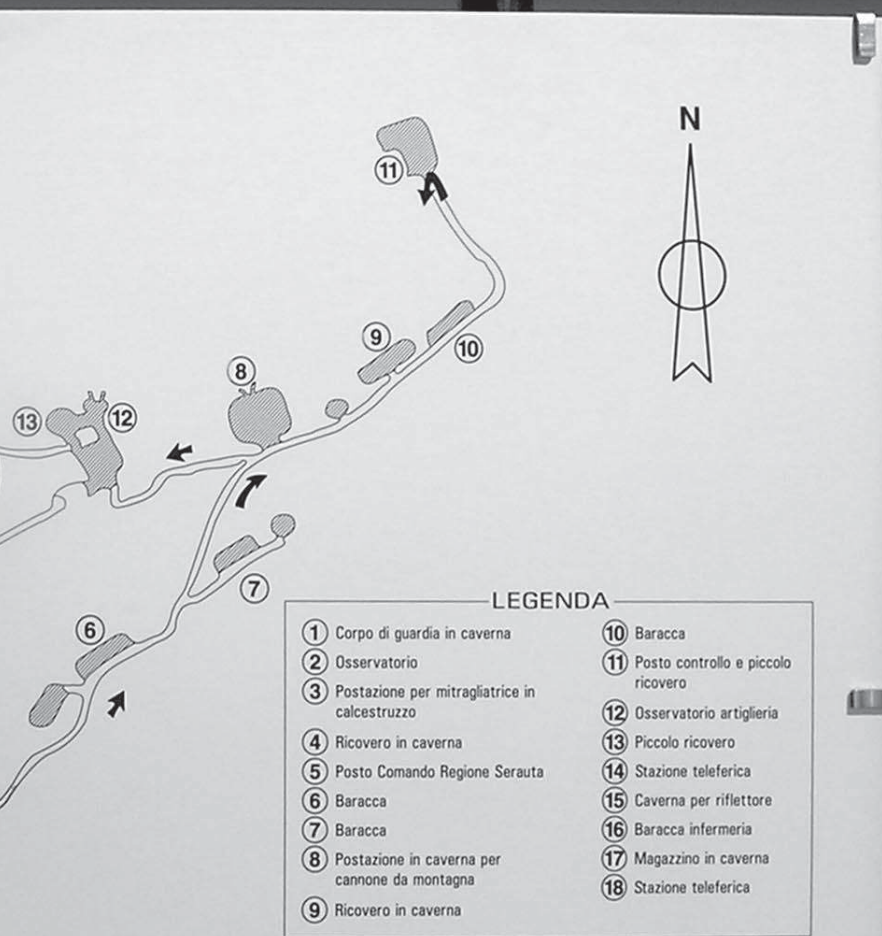 N
11
9
10
8
13
12
7
6
LEGENDA
1 Corpo di guardia in caverna
2 Osservatorio
3 Postazione per mitragliatrice in
calcestruzzo
4 Ricovero in caverna
5 Posto Comando Regione Serauta
6 Baracca
7 Baracca
8 Postazione in caverna per
cannone da montagna
9 Ricovero in caverna
10 Baracca
11 Posto controllo e piccolo
ricovero
12 Osservatorio artiglieria
13 Piccolo ricovero
14 Stazione teleferica
15 Caverna per riflettore
16 Baracca infermeria
17 Magazzino in caverna
18 Stazione teleferica